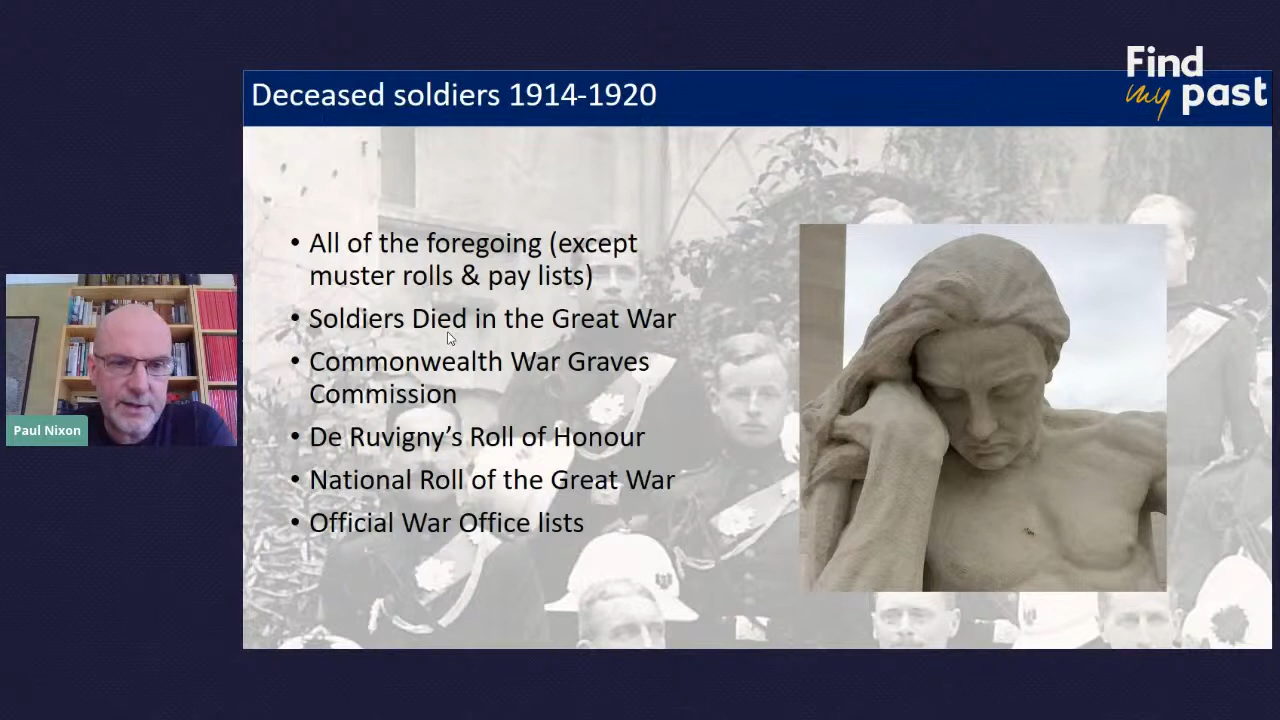 Find
my past
Deceased soldiers 1914-1920
• All of the foregoing (except
muster rolls & pay lists)
• Soldiers Died in the Great War
• Commonwealth War Graves
Commission
• De Ruvigny’s Roll of Honour
• National Roll of the Great War
• Official War Office lists
Paul Nixon